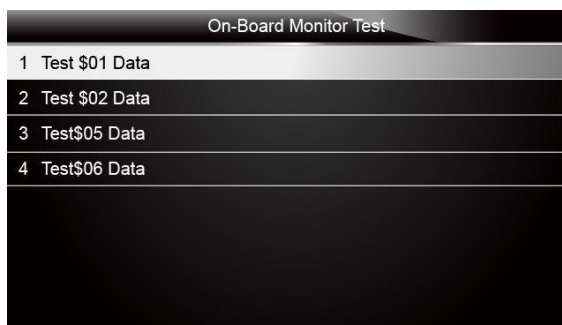 On-Board Monitor Test
1 Test $01 Data
2 Test $02 Data
3 Test$05 Data
4 Test$06 Data